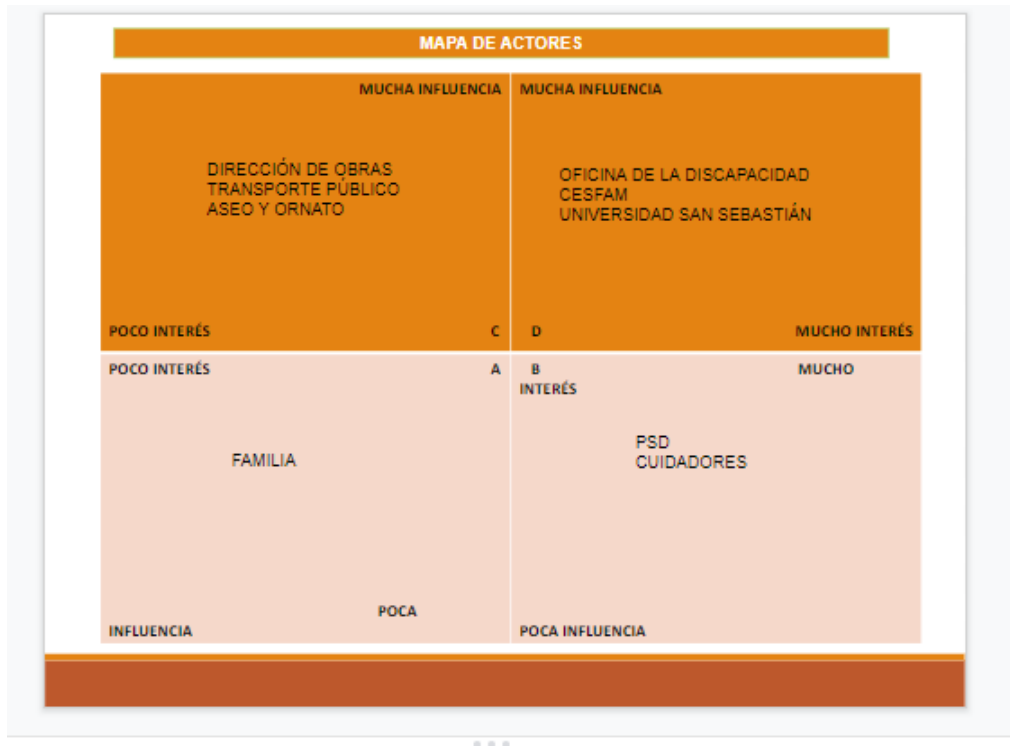 MAPA DE ACTORES
MUCHA INFLUENCIA
DIRECCIÓN DE OBRAS
TRANSPORTE PÚBLICO
ASEO Y ORNATO
POCO INTERÉS C
MUCHA INFLUENCIA
OFICINA DE LA DISCAPACIDAD
CESFAM
UNIVERSIDAD SAN SEBASTIÁN
D MUCHO INTERÉS
POCO INTERÉS A
FAMILIA
POCA
INFLUENCIA
B MUCHO
INTERÉS
PSD
CUIDADORES
POCA INFLUENCIA